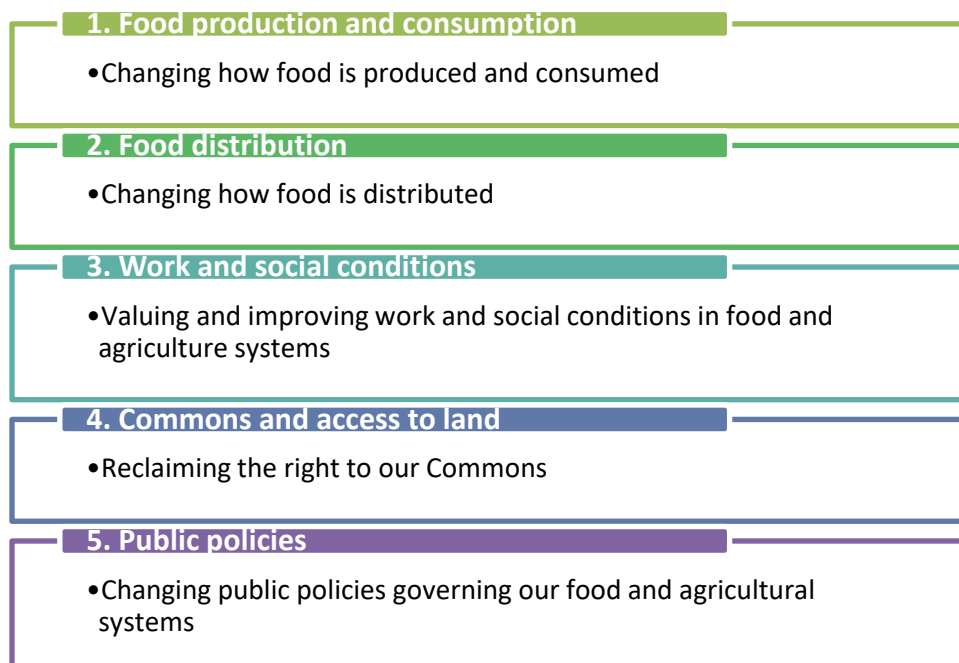 1. Food production and consumption
•Changing how food is produced and consumed
2. Food distribution
•Changing how food is distributed
3. Work and social conditions
•Valuing and improving work and social conditions in food and
agriculture systems
4. Commons and access to land
•Reclaiming the right to our Commons
5. Public policies
•Changing public policies governing our food and agricultural
systems